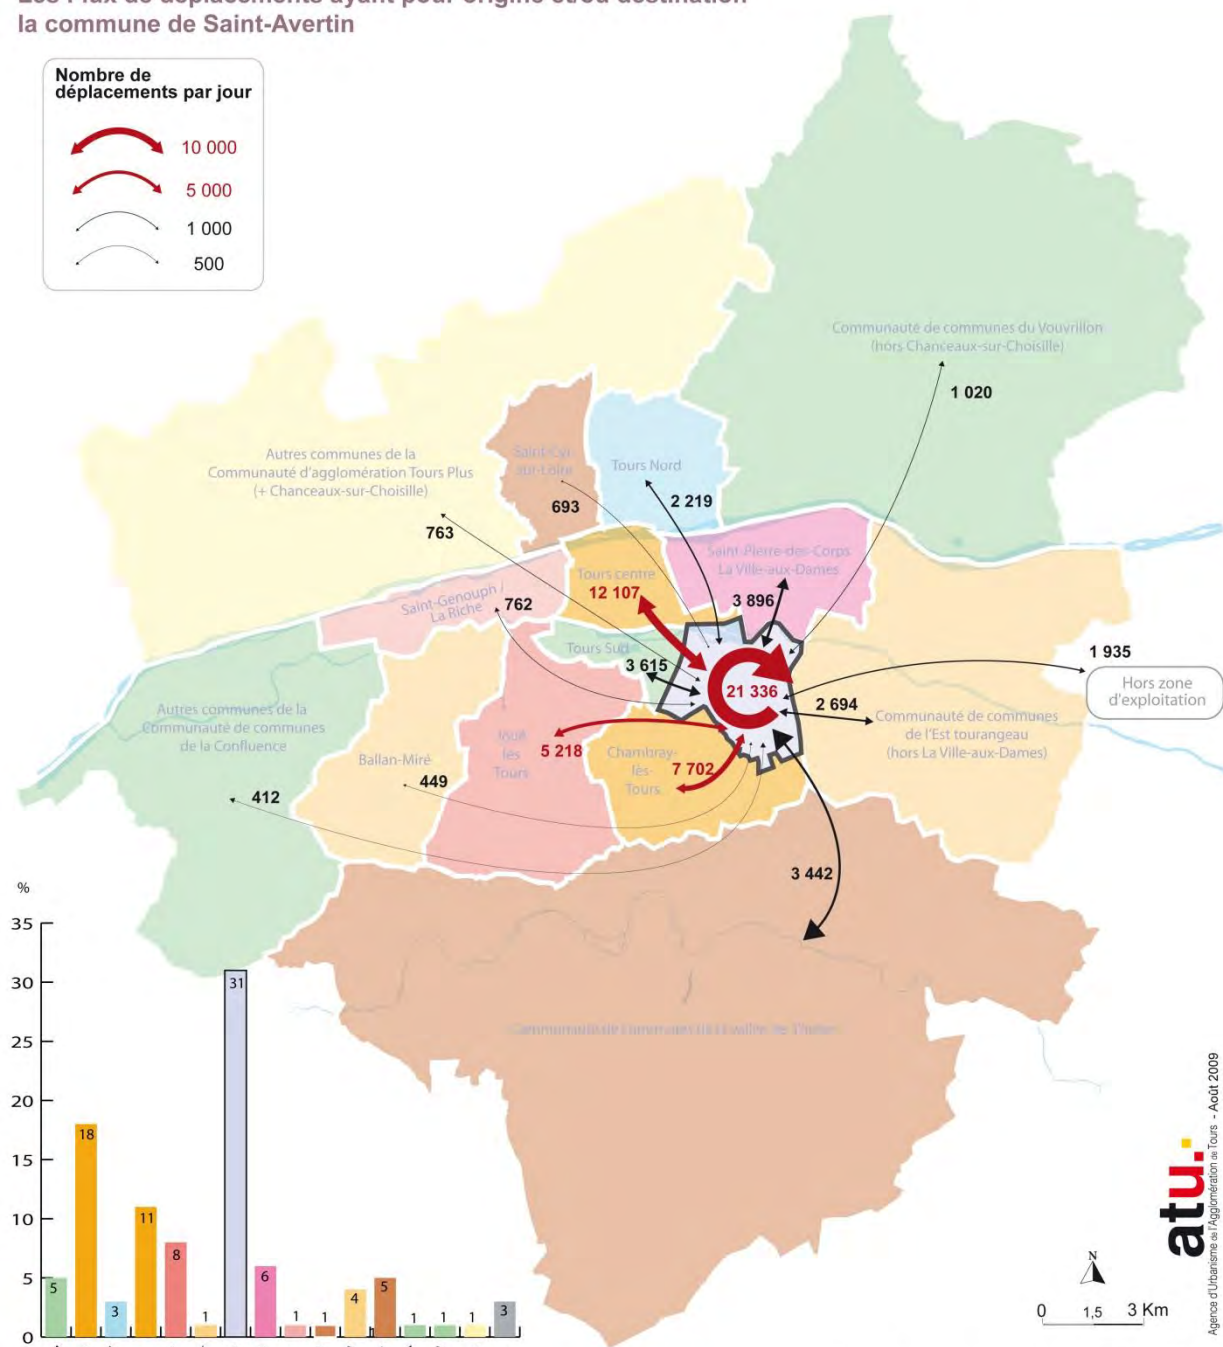 la commune de Saint-Avertin
Nombre de
déplacements par jour
10 000
5 000
1 000
500
Communauté de communes du Vouvrillon
(hors Chanceaux-sur-Choisille)
1 020
Autres communes de la
Communauté d'agglomération Tours Plus
(+ Chanceaux-sur-Choisille)
763
Saint-Cyr
sur-Loire
693
Tours Nord
2 219
Saint-Pierre-des-Corps
La Ville-aux-Dames
3 896
Tours centre
12 107
Saint-Genouph /
La Riche
762
Tours Sud
3 615
21 336
1 935
Hors zone
d'exploitation
2 694
Communauté de communes
de l'Est tourangeau
(hors La Ville-aux-Dames)
Autres communes de la
Communauté de communes
de la Confluence
412
Ballan-Miré
449
lès
Tours
5 218
Chambray-
lès-
Tours
7 702
3 442
%
35
30
25
20
15
10
5
0
5
18
3
11
8
1
31
6
1
1
4
5
1
1
1
3
N
0 1,5 3 Km
atu.
Agence d'Urbanisme de l'Agglomération de Tours - Août 2009